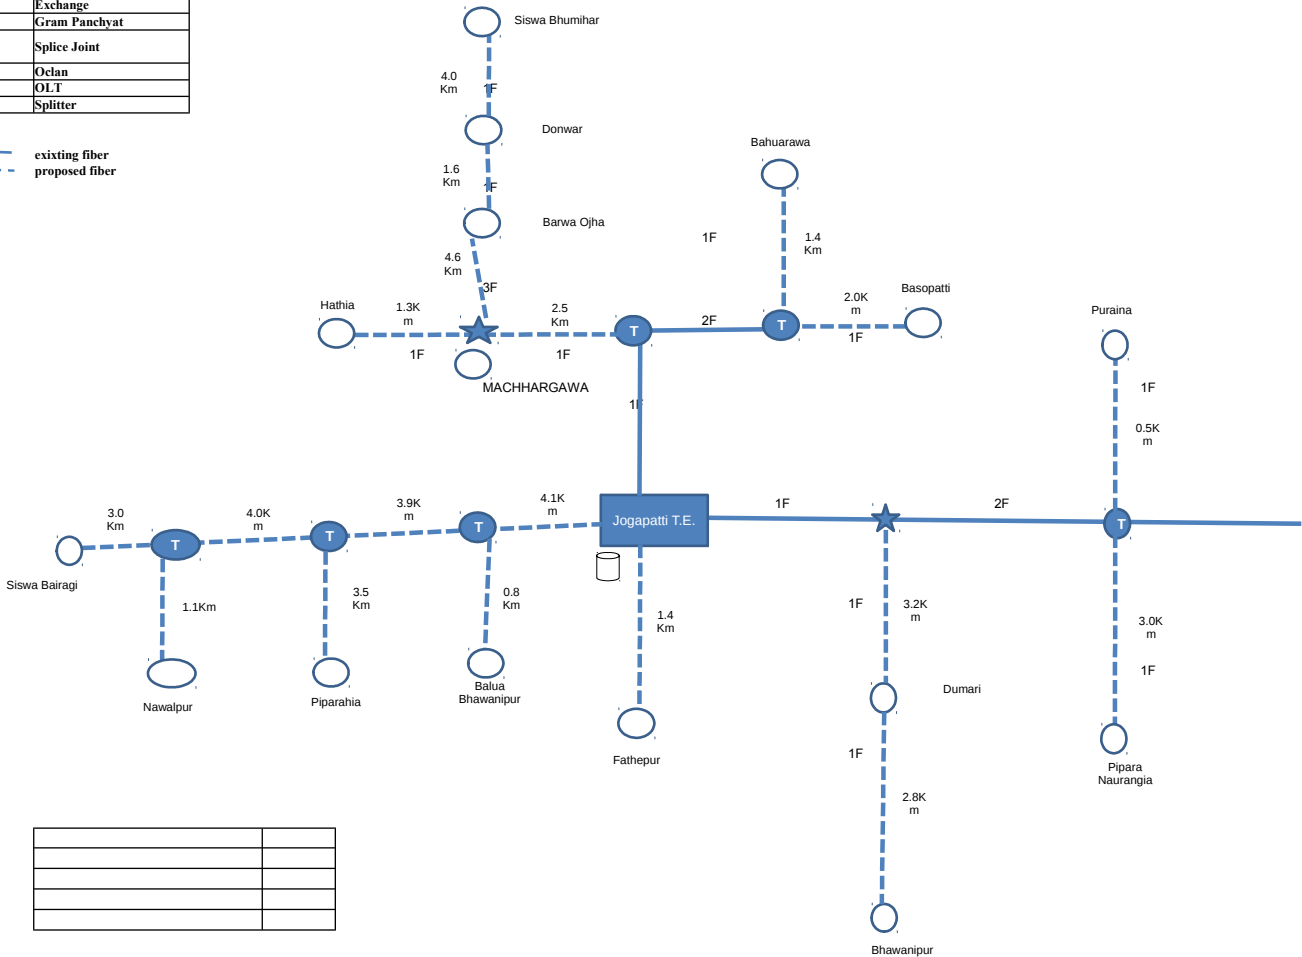 Exchange
Gram Panchyat
Splice Joint
Oclan
OLT
Splitter
exixting fiber
proposed fiber
Siswa Bhumihar
4.0
Km
1F
Donwar
1.6
Km
1F
Barwa Ojha
4.6
Km
3F
Bahuarawa
1F
1.4
Km
Hathia
1.3K
m
1F
2.5
Km
1F
T
2F
T
2.0K
m
1F
Basopatti
MACHHARGAWA
1F
Puraina
1F
0.5K
m
3.0
Km
4.0K
m
3.9K
m
4.1K
m
Jogapatti T.E.
1F
2F
T
T
T
T
Siswa Bairagi
1.1Km
3.5
Km
0.8
Km
1.4
Km
1F
3.2K
m
3.0K
m
1F
Nawalpur
Piparahia
Balua
Bhawanipur
Fathepur
Dumari
1F
2.8K
m
Pipara
Naurangia
Bhawanipur